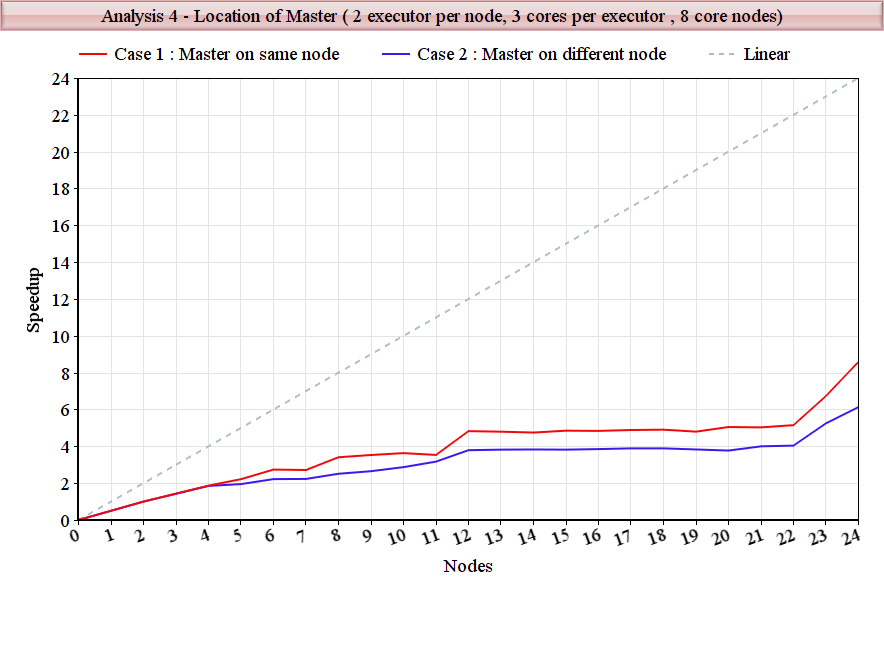 Analysis 4 - Location of Master ( 2 executor per node, 3 cores per executor , 8 core nodes)
Case 1 : Master on same node Case 2 : Master on different node Linear
24
22
20
18
16
14
12
10
8
6
4
2
0
Speedup
0 1 2 3 4 5 6 7 8 9 10 11 12 13 14 15 16 17 18 19 20 21 22 23 24
Nodes